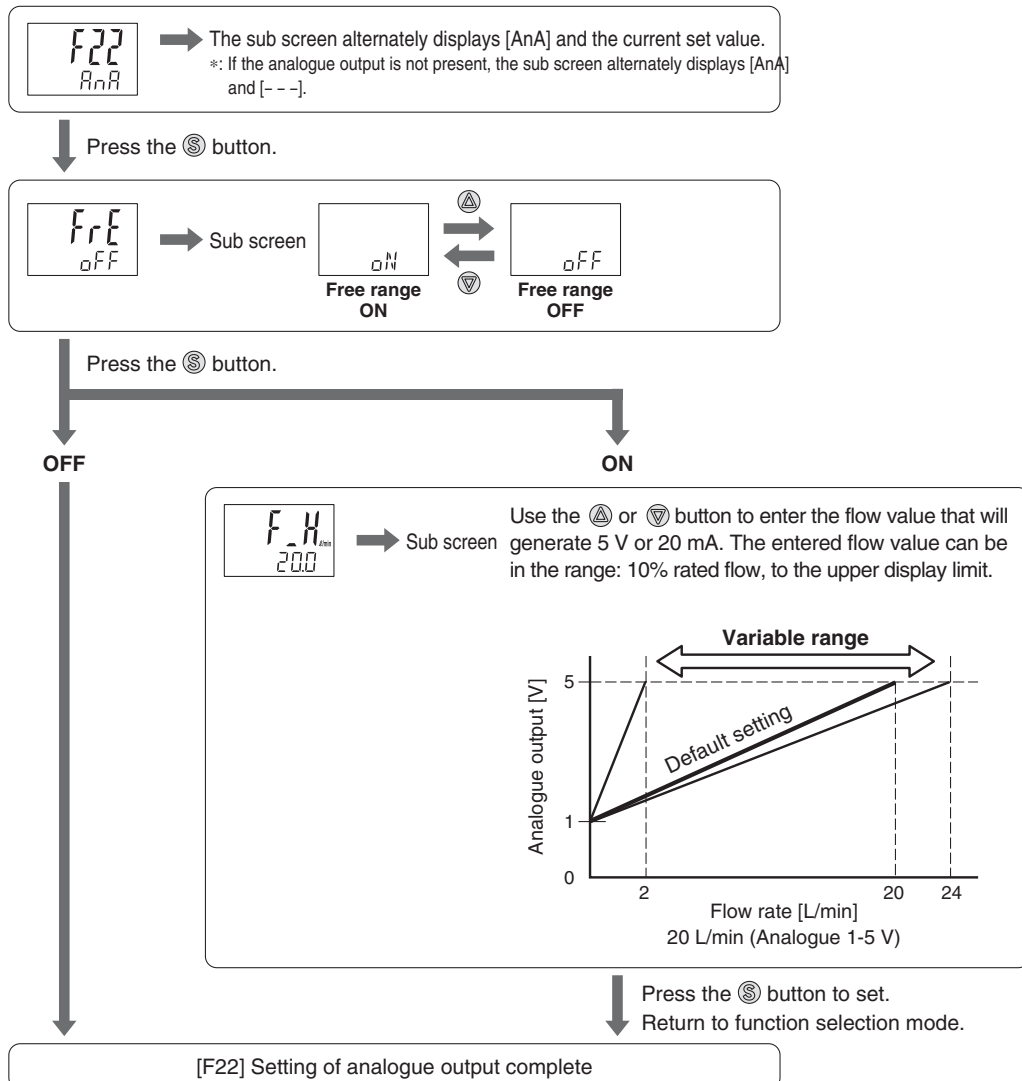 F22
AnA
The sub screen alternately displays [AnA] and the current set value.
*: If the analogue output is not present, the sub screen alternately displays [AnA]
and [– – –].
Press the Ⓢ button.
FrE
oFF
Sub screen
oN
oFF
Free range
ON
Free range
OFF
Press the Ⓢ button.
OFF
ON
F_H
L/min
20.0
Sub screen
Use the △ or ▽ button to enter the flow value that will
generate 5 V or 20 mA. The entered flow value can be
in the range: 10% rated flow, to the upper display limit.
Variable range
Analogue output [V]
5
1
0
Default setting
2
20
24
Flow rate [L/min]
20 L/min (Analogue 1-5 V)
Press the Ⓢ button to set.
Return to function selection mode.
[F22] Setting of analogue output complete